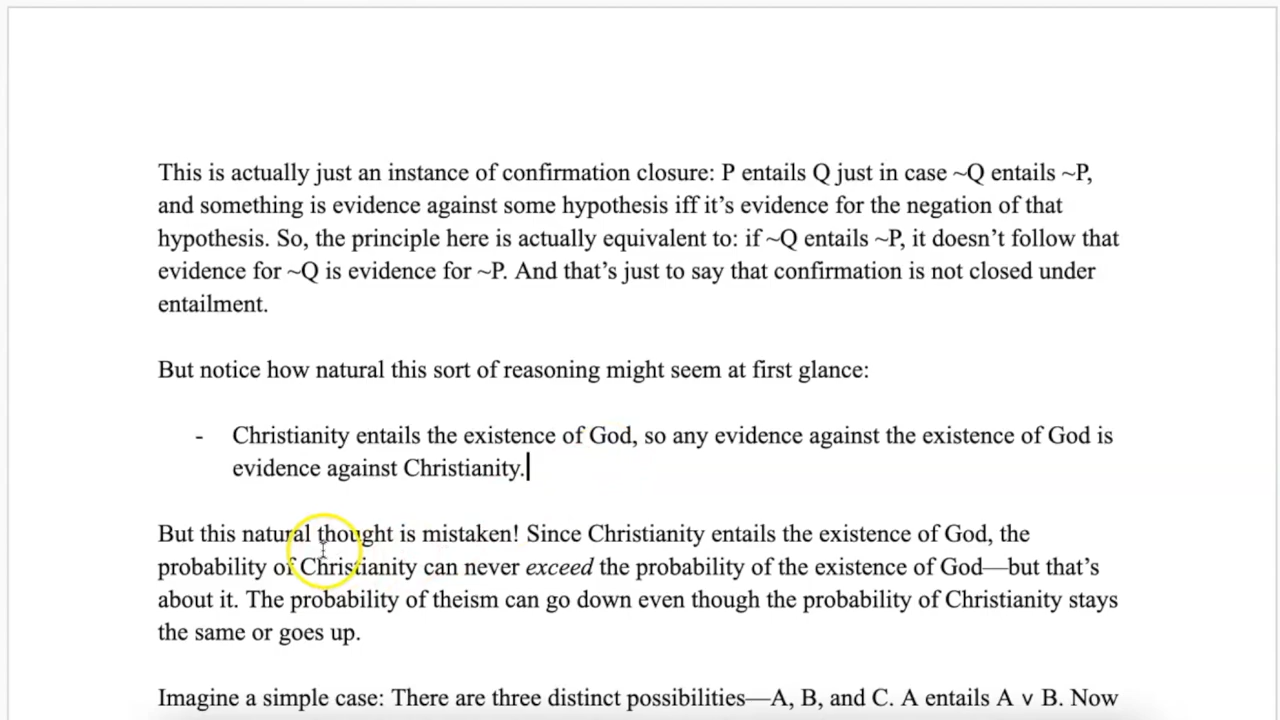 This is actually just an instance of confirmation closure: P entails Q just in case ~Q entails ~P,
and something is evidence against some hypothesis iff it’s evidence for the negation of that
hypothesis. So, the principle here is actually equivalent to: if ~Q entails ~P, it doesn’t follow that
evidence for ~Q is evidence for ~P. And that’s just to say that confirmation is not closed under
entailment.
But notice how natural this sort of reasoning might seem at first glance:
- Christianity entails the existence of God, so any evidence against the existence of God is
evidence against Christianity.
But this natural thought is mistaken! Since Christianity entails the existence of God, the
probability of Christianity can never exceed the probability of the existence of God—but that’s
about it. The probability of theism can go down even though the probability of Christianity stays
the same or goes up.
Imagine a simple case: There are three distinct possibilities—A, B, and C. A entails A v B. Now